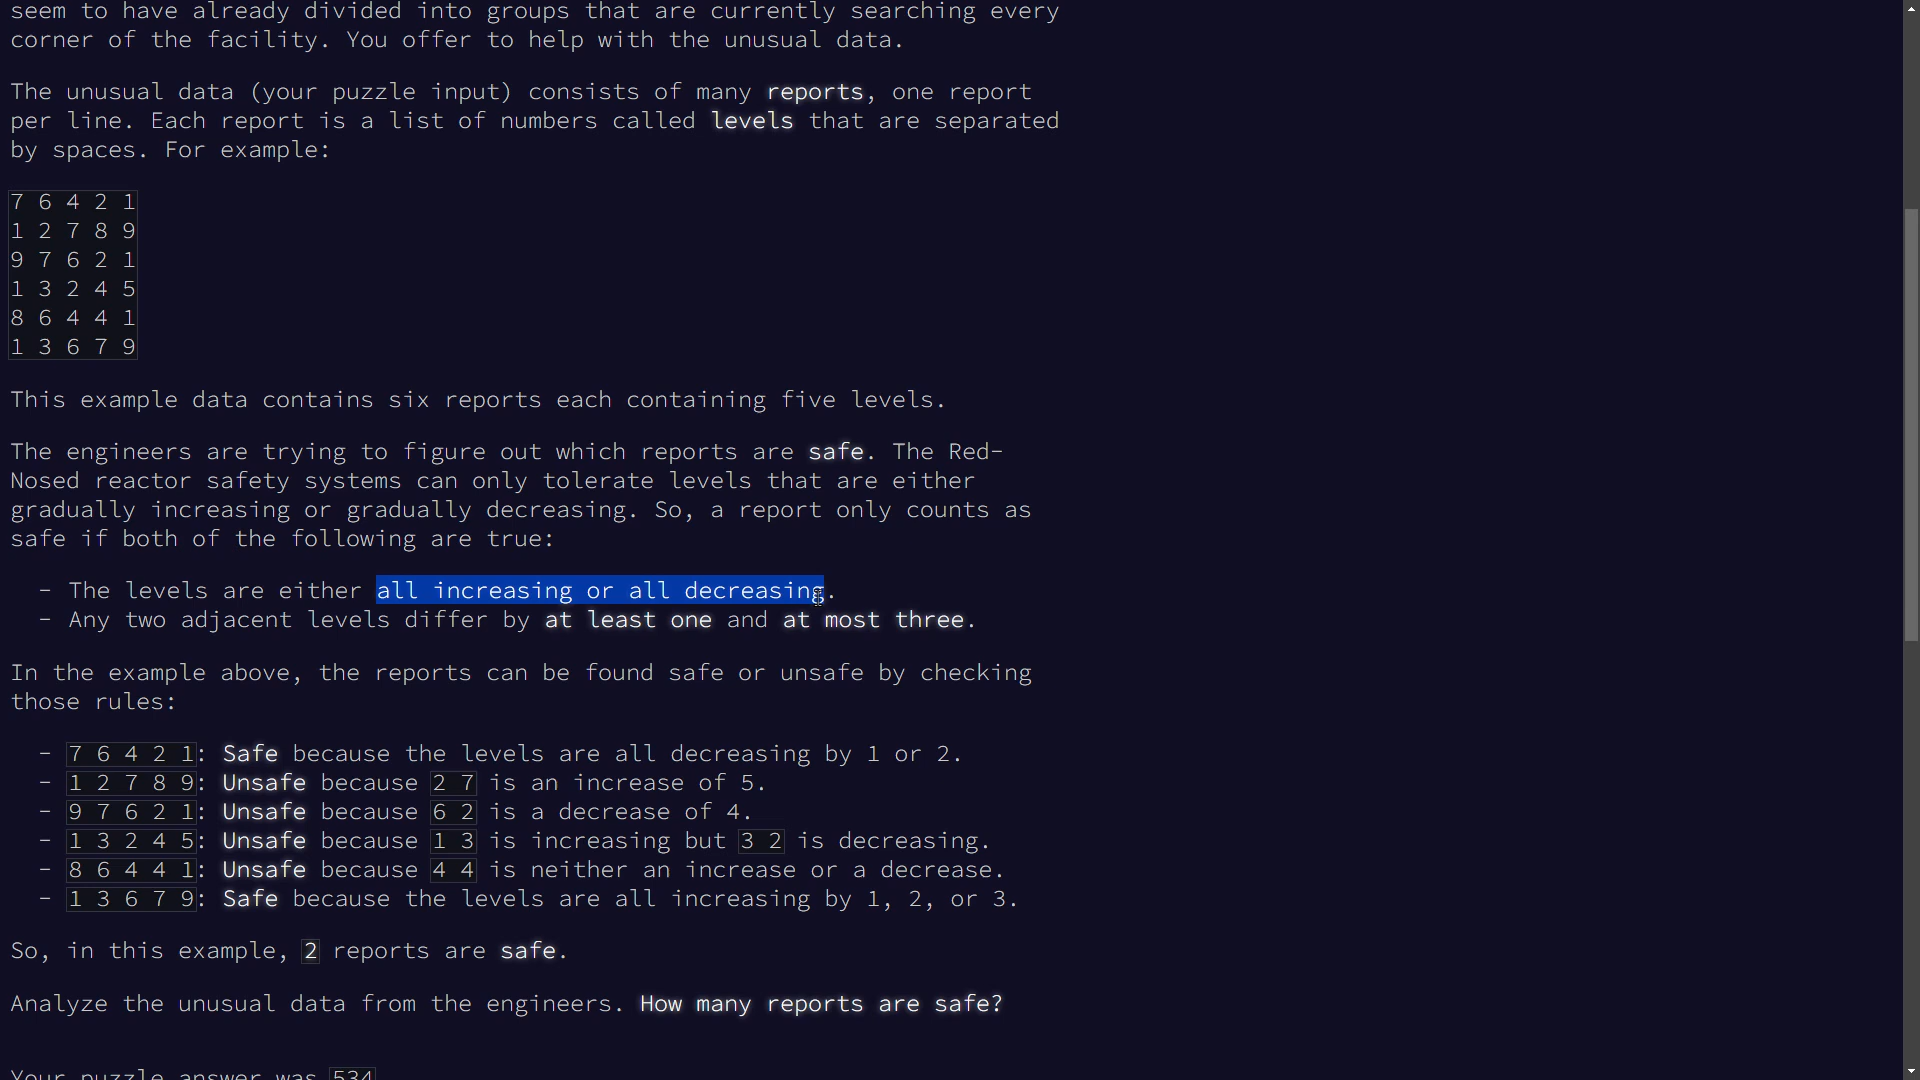 seem to have already divided into groups that are currently searching every
corner of the facility. You offer to help with the unusual data.
The unusual data (your puzzle input) consists of many reports, one report
per line. Each report is a list of numbers called levels that are separated
by spaces. For example:
7 6 4 2 1
1 2 7 8 9
9 7 6 2 1
1 3 2 4 5
8 6 4 4 1
1 3 6 7 9
This example data contains six reports each containing five levels.
The engineers are trying to figure out which reports are safe. The Red-
Nosed reactor safety systems can only tolerate levels that are either
gradually increasing or gradually decreasing. So, a report only counts as
safe if both of the following are true:
- The levels are either all increasing or all decreasing.
- Any two adjacent levels differ by at least one and at most three.
In the example above, the reports can be found safe or unsafe by checking
those rules:
- 7 6 4 2 1: Safe because the levels are all decreasing by 1 or 2.
- 1 2 7 8 9: Unsafe because 2 7 is an increase of 5.
- 9 7 6 2 1: Unsafe because 6 2 is a decrease of 4.
- 1 3 2 4 5: Unsafe because 1 3 is increasing but 3 2 is decreasing.
- 8 6 4 4 1: Unsafe because 4 4 is neither an increase or a decrease.
- 1 3 6 7 9: Safe because the levels are all increasing by 1, 2, or 3.
So, in this example, 2 reports are safe.
Analyze the unusual data from the engineers. How many reports are safe?
Your puzzle answer was 534